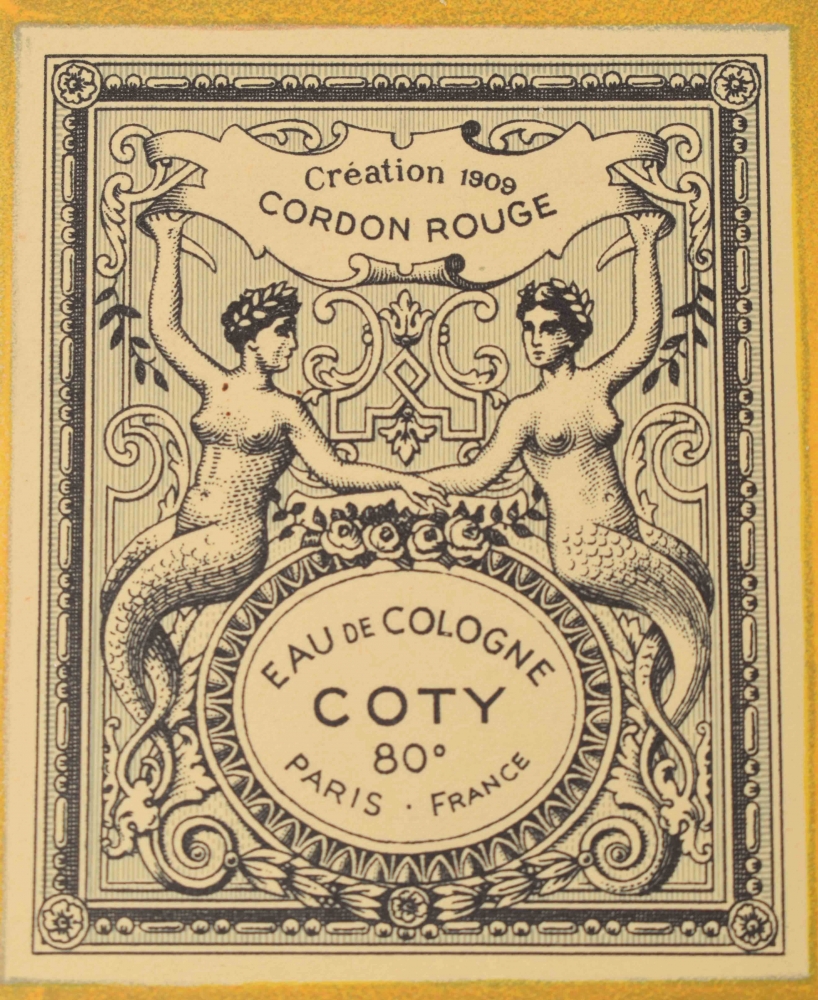 Création 1909
CORDON ROUGE
EAU DE COLOGNE
COTY
80°
PARIS · FRANCE